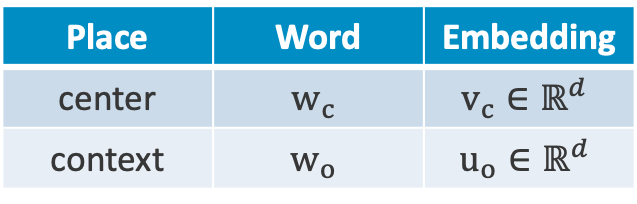 Place Word Embedding
center w_c v_c ∈ ℝ^d
context w_o u_o ∈ ℝ^d